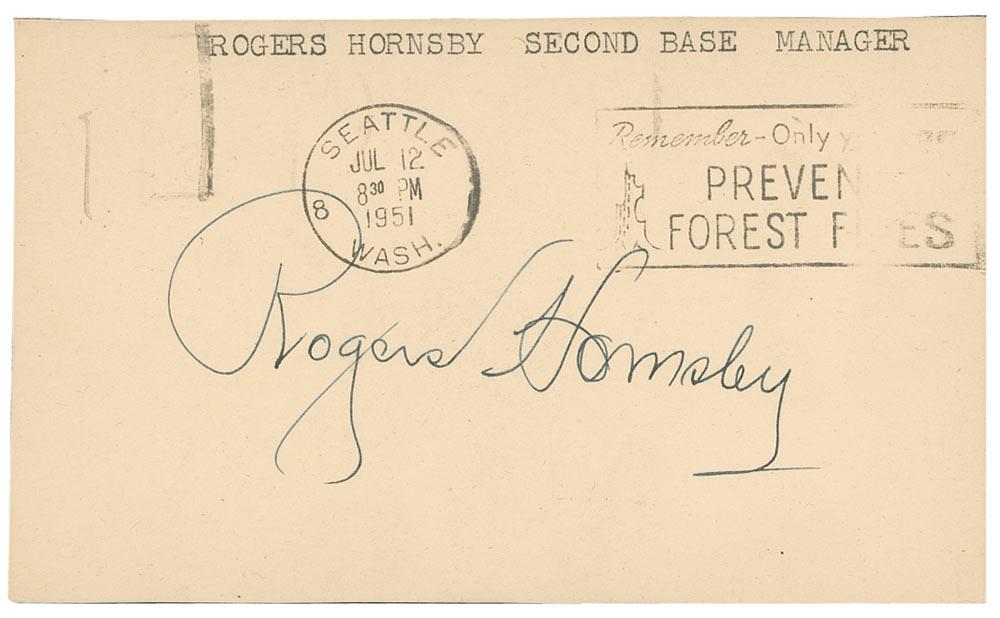 ROGERS HORNSBY SECOND BASE MANAGER
SEATTLE
JUL 12
8 30 PM
1951
8
WASH.
Remember - Only
PREVEN
FOREST F ES
Rogers Hornsby